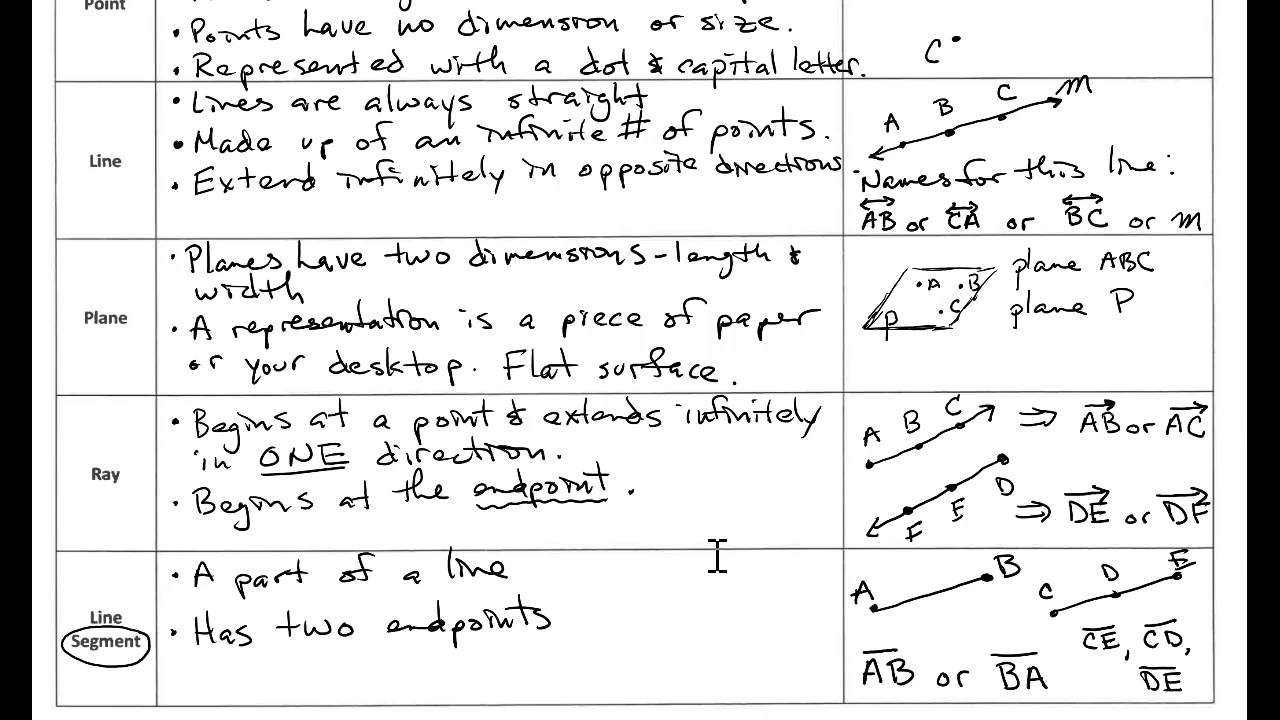 Point
• Points have no dimension or size.
• Represented with a dot & capital letter.
C
Line
• Lines are always straight
• Made up of an infinite # of points.
• Extend infinitely in opposite directions
A B C m
Names for this line:
AB or CA or BC or m
Plane
• Planes have two dimensions - length &
width
• A representation is a piece of paper
or your desktop. Flat surface.
A B
C
P
plane ABC
plane P
Ray
• Begins at a point & extends infinitely
in ONE direction.
• Begins at the endpoint.
A B C ⇒ AB or AC
F E D ⇒ DE or DF
Line
Segment
• A part of a line
• Has two endpoints
A B
AB or BA
C D E
CE, CD,
DE